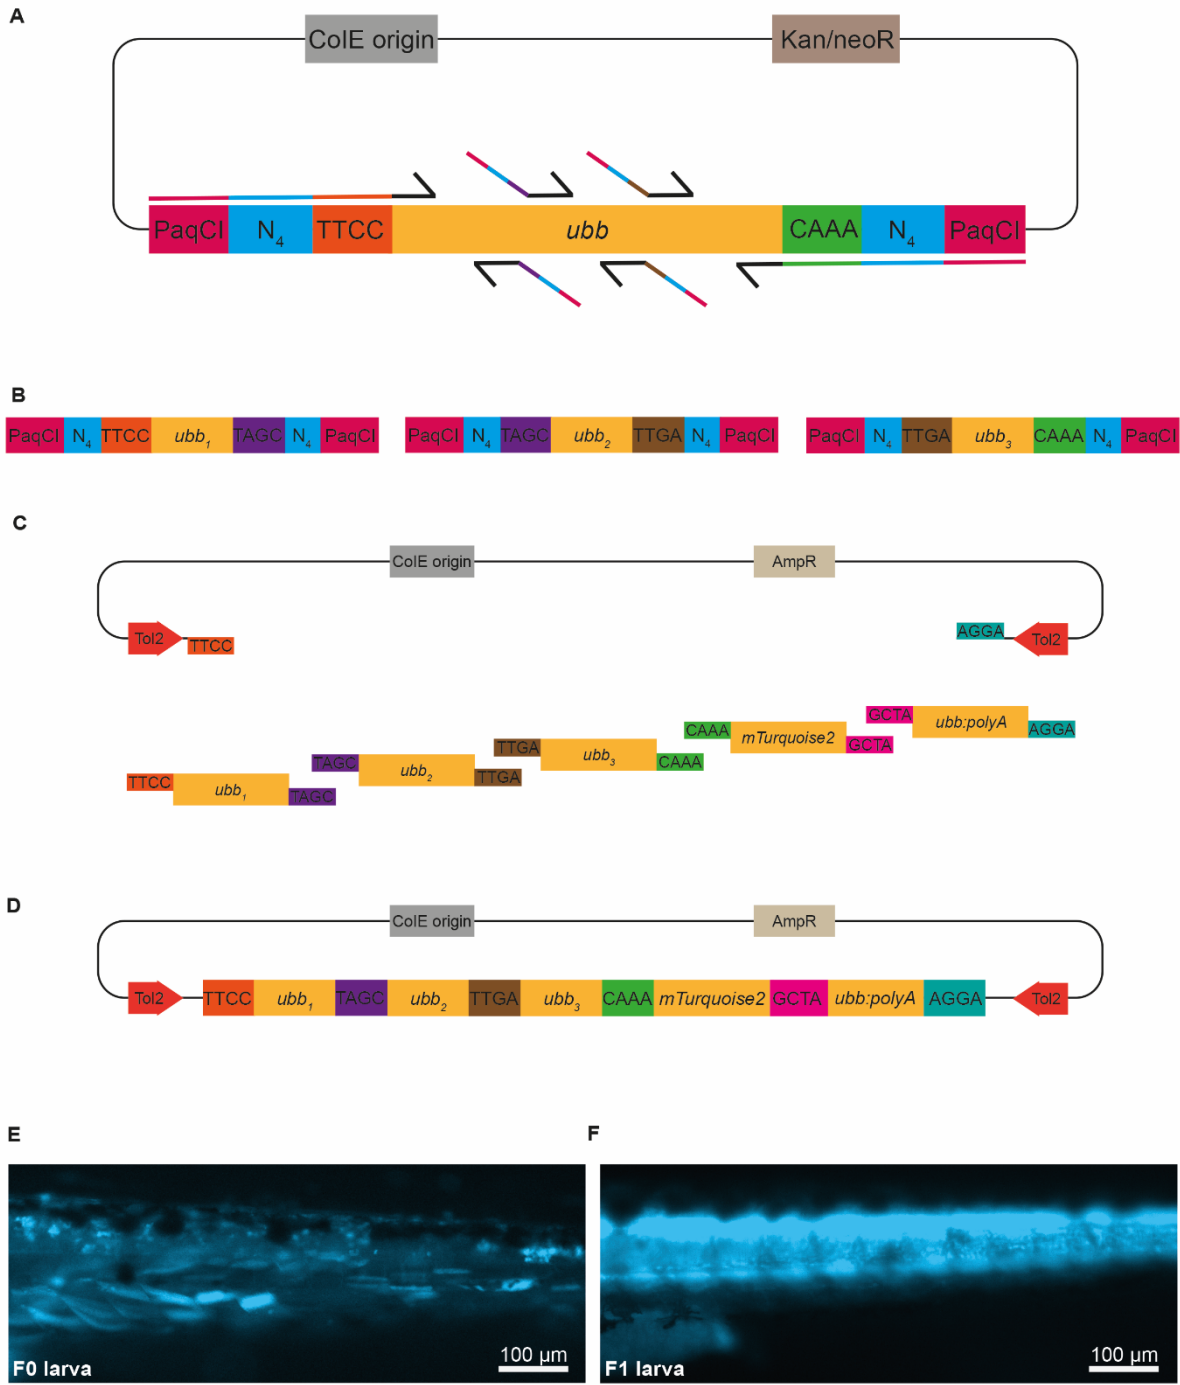 A
ColE origin
Kan/neoR
PaqCI N4 TTCC ubb CAAA N4 PaqCI
B
PaqCI N4 TTCC ubb1 TAGC N4 PaqCI
PaqCI N4 TAGC ubb2 TTGA N4 PaqCI
PaqCI N4 TTGA ubb3 CAAA N4 PaqCI
C
ColE origin
AmpR
Tol2
TTCC
AGGA
Tol2
GCTA ubb:polyA AGGA
CAAA mTurquoise2 GCTA
TTGA ubb3 CAAA
TAGC ubb2 TTGA
TTCC ubb1 TAGC
D
ColE origin
AmpR
Tol2 TTCC ubb1 TAGC ubb2 TTGA ubb3 CAAA mTurquoise2 GCTA ubb:polyA AGGA Tol2
E
F0 larva
100 µm
F
F1 larva
100 µm